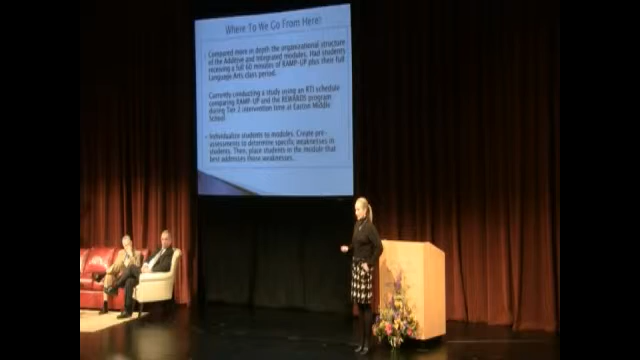 Where To We Go From Here?
Compared more in depth the organizational structure
of the Additive and Integrated modules. Had students
receiving a full 60 minutes of RAMP-UP plus their full
Language Arts class period.
Currently conducting a study using an RTI schedule
comparing RAMP-UP and the REWARDS program
during Tier 2 intervention time at Easton Middle
School.
Individualize students to modules. Create pre-
assessments to determine specific weaknesses in
students. Then, place students in the module that
best addresses those weaknesses.